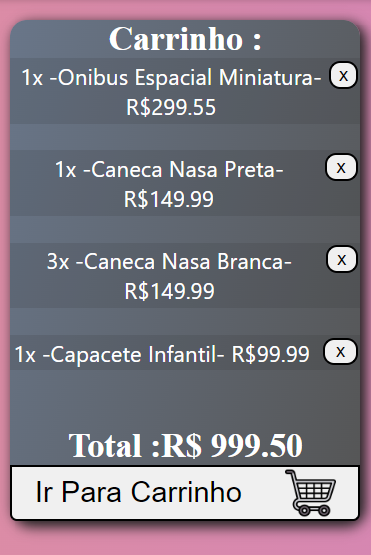 Carrinho :
1x -Onibus Espacial Miniatura- x
R$299.55
1x -Caneca Nasa Preta- x
R$149.99
3x -Caneca Nasa Branca- x
R$149.99
1x -Capacete Infantil- R$99.99 x
Total :R$ 999.50
Ir Para Carrinho